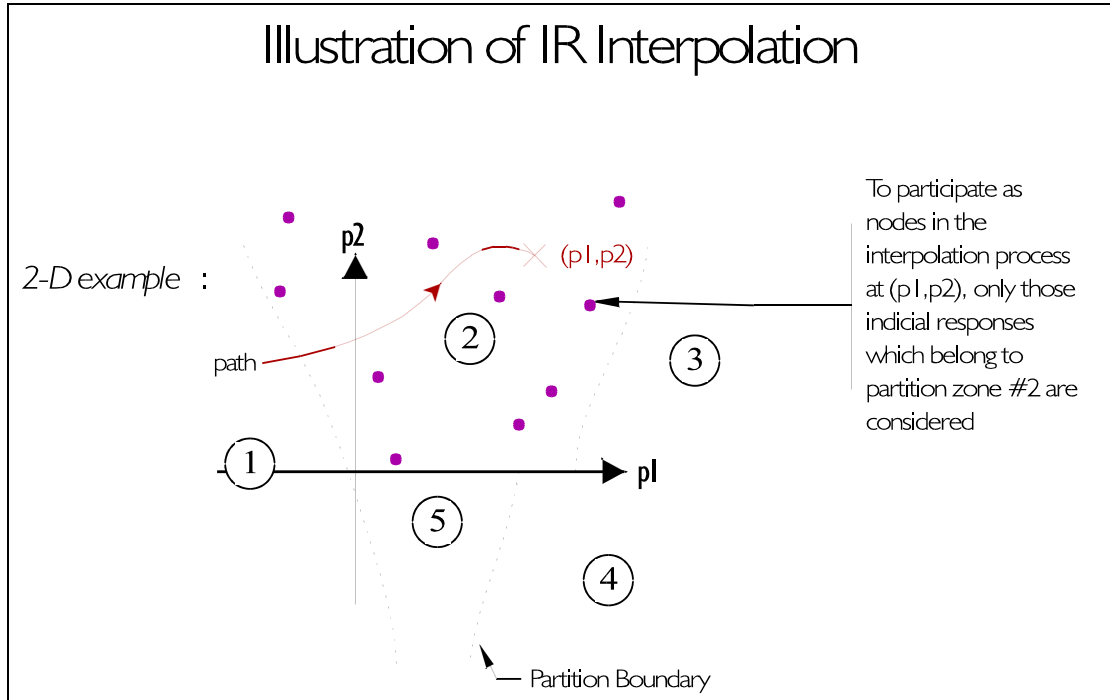 Illustration of IR Interpolation
To participate as
nodes in the
interpolation process
at (p1,p2), only those
indicial responses
which belong to
partition zone #2 are
considered
p2
(p1,p2)
2-D example :
2
path
3
1
p1
5
4
Partition Boundary